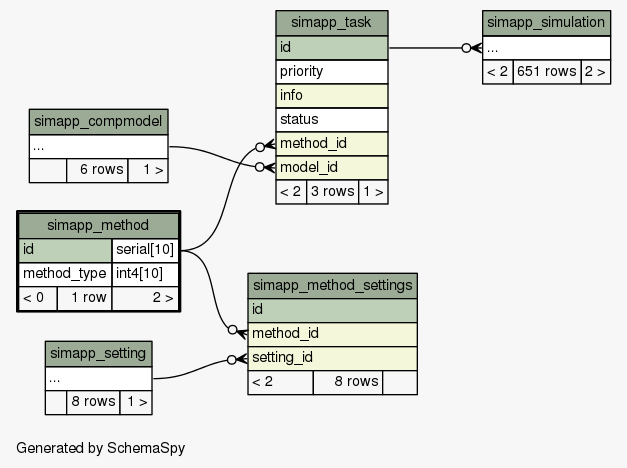 simapp_task
id
priority
info
status
method_id
model_id
< 2 3 rows 1 >
simapp_simulation
...
< 2 651 rows 2 >
simapp_compmodel
...
6 rows 1 >
simapp_method
id serial[10]
method_type int4[10]
< 0 1 row 2 >
simapp_method_settings
id
method_id
setting_id
< 2 8 rows
simapp_setting
...
8 rows 1 >
Generated by SchemaSpy